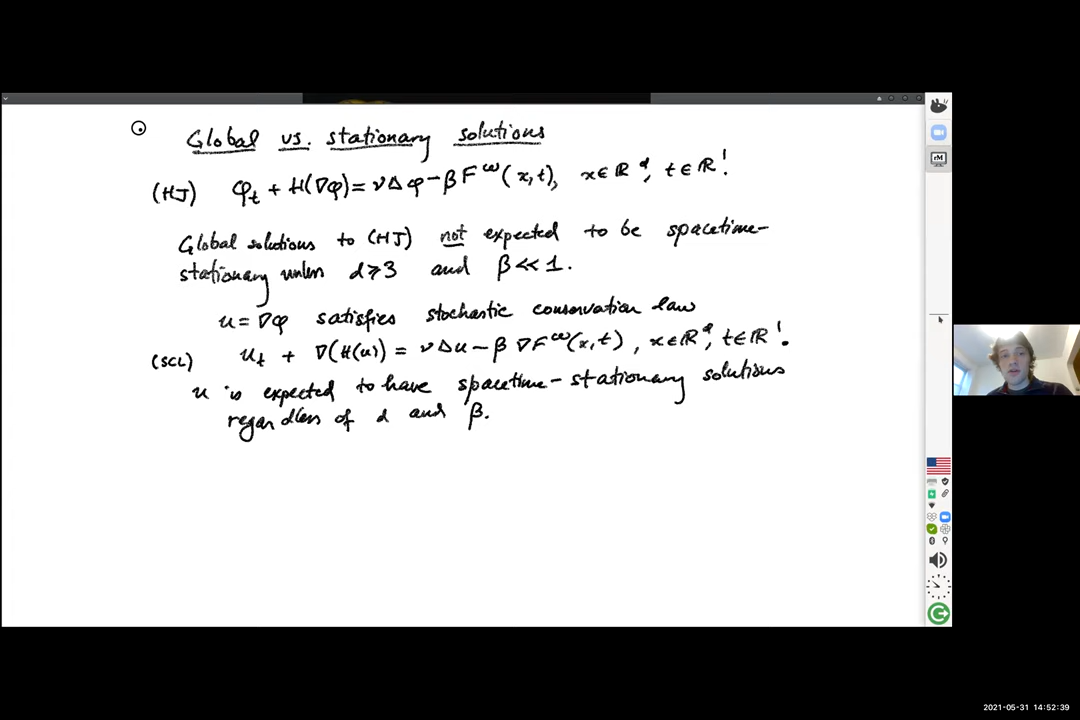 Global vs. stationary solutions
(HJ) φ_t + H(∇φ) = νΔφ − βF^ω(x,t), x∈ℝ^d, t∈ℝ!
Global solutions to (HJ) not expected to be spacetime-
stationary unless d⩾3 and β≪1.
u = ∇φ satisfies stochastic conservation law
(SCL) u_t + ∇(H(u)) = νΔu − β∇F^ω(x,t), x∈ℝ^d, t∈ℝ!
u is expected to have spacetime-stationary solutions
regardless of d and β.
2021-05-31 14:52:39